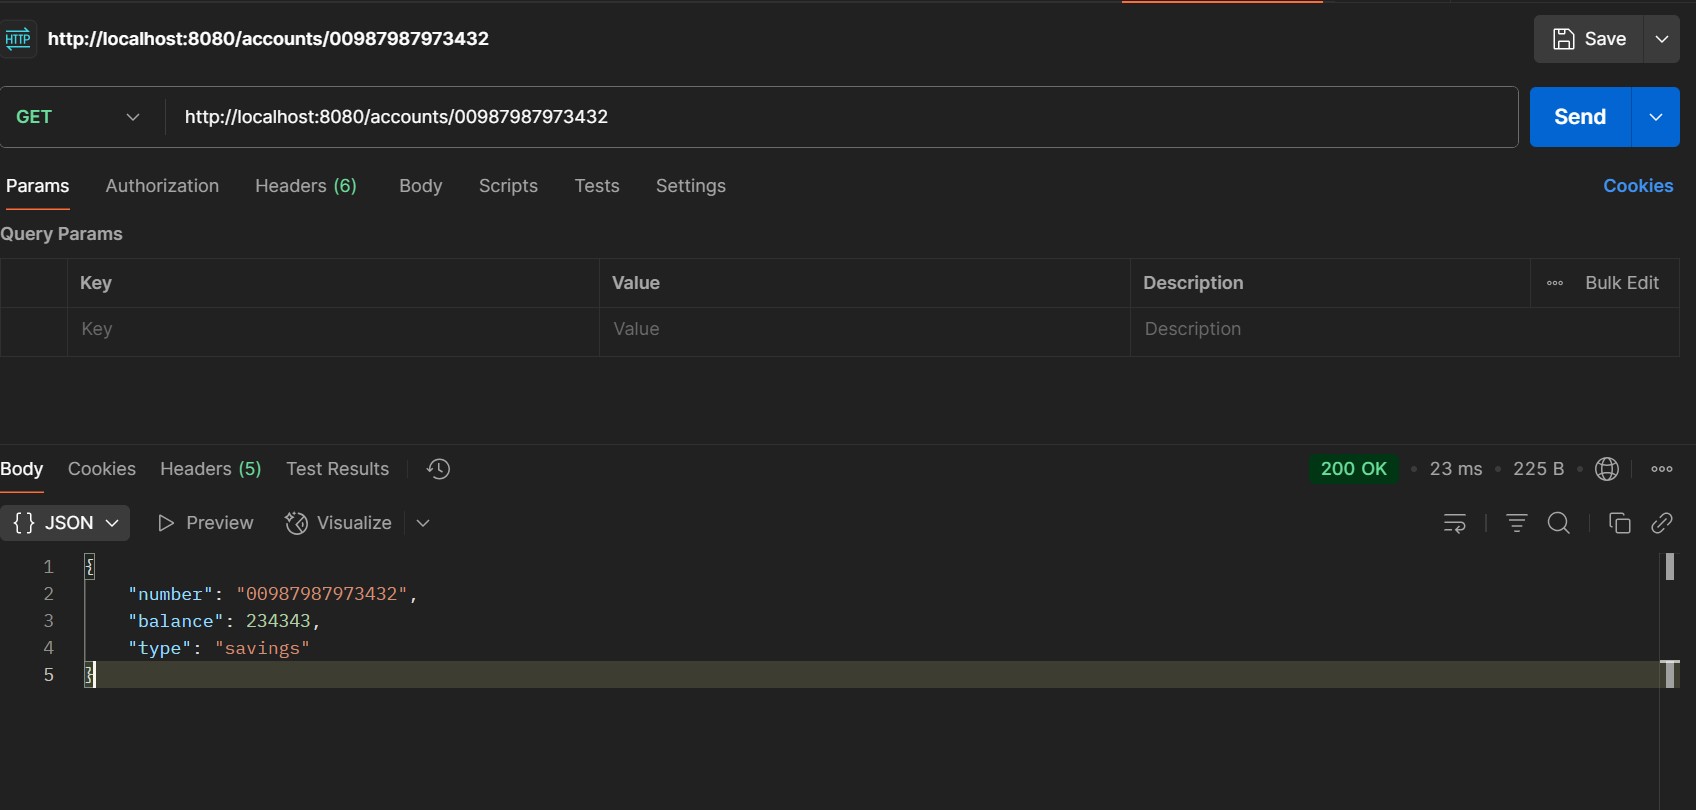 HTTP http://localhost:8080/accounts/00987987973432 Save
GET http://localhost:8080/accounts/00987987973432 Send
Params Authorization Headers (6) Body Scripts Tests Settings Cookies
Query Params
Key Value Description Bulk Edit
Key Value Description
Body Cookies Headers (5) Test Results 200 OK • 23 ms • 225 B •
{} JSON Preview Visualize
1 {
2 "number": "00987987973432",
3 "balance": 234343,
4 "type": "savings"
5 }